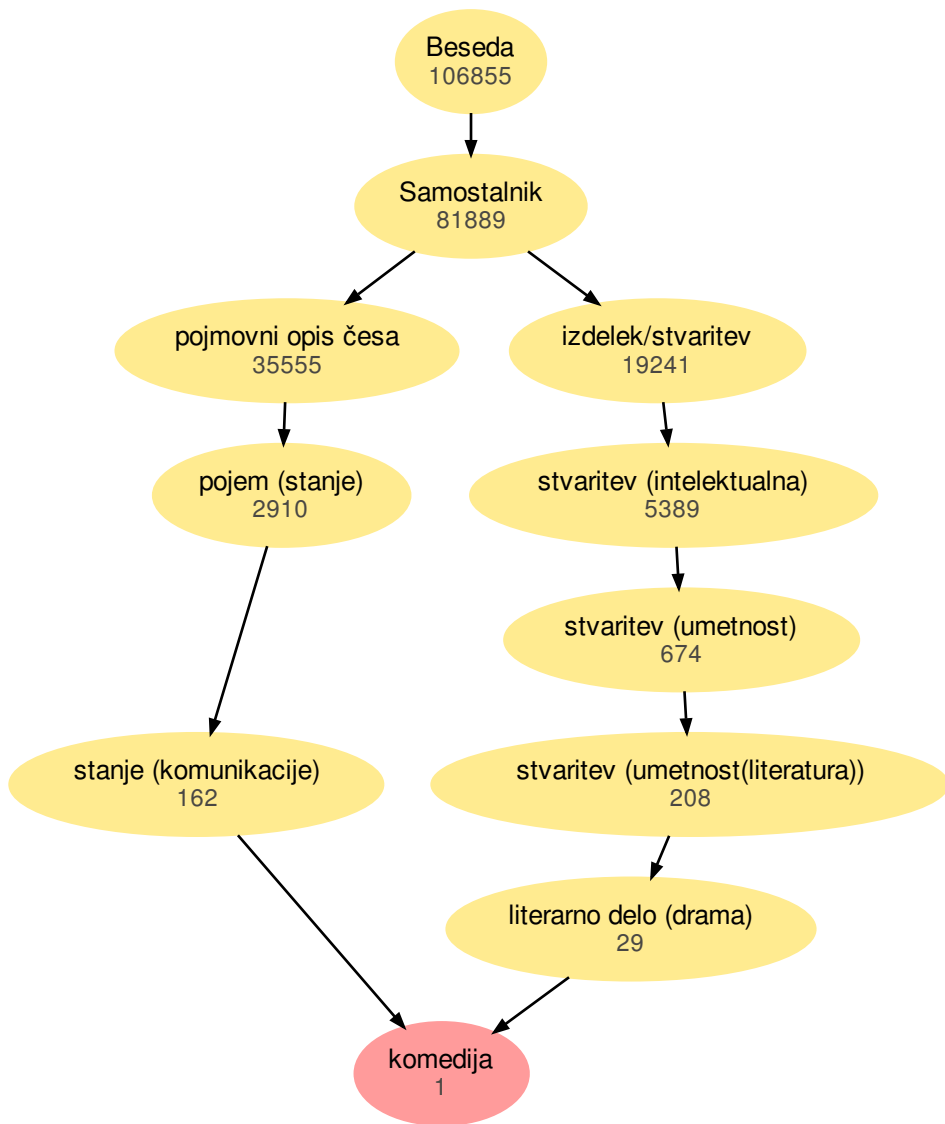 Beseda
106855
Samostalnik
81889
pojmovni opis česa
35555
izdelek/stvaritev
19241
pojem (stanje)
2910
stvaritev (intelektualna)
5389
stvaritev (umetnost)
674
stanje (komunikacije)
162
stvaritev (umetnost(literatura))
208
literarno delo (drama)
29
komedija
1